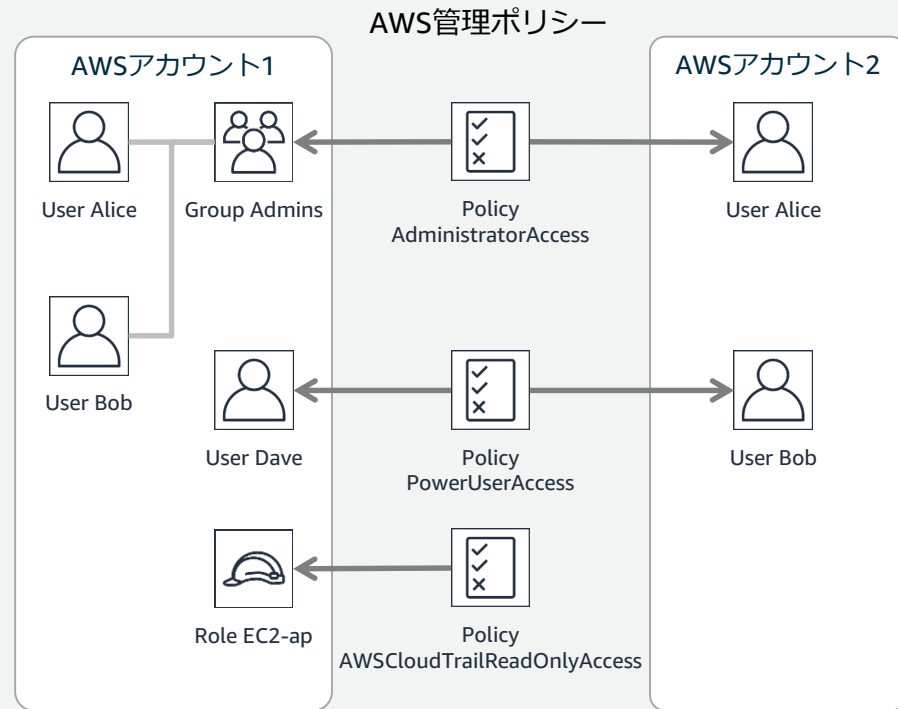 AWS管理ポリシー
AWSアカウント1
AWSアカウント2
User Alice
Group Admins
Policy
AdministratorAccess
User Alice
User Bob
User Dave
Policy
PowerUserAccess
User Bob
Role EC2-ap
Policy
AWSCloudTrailReadOnlyAccess